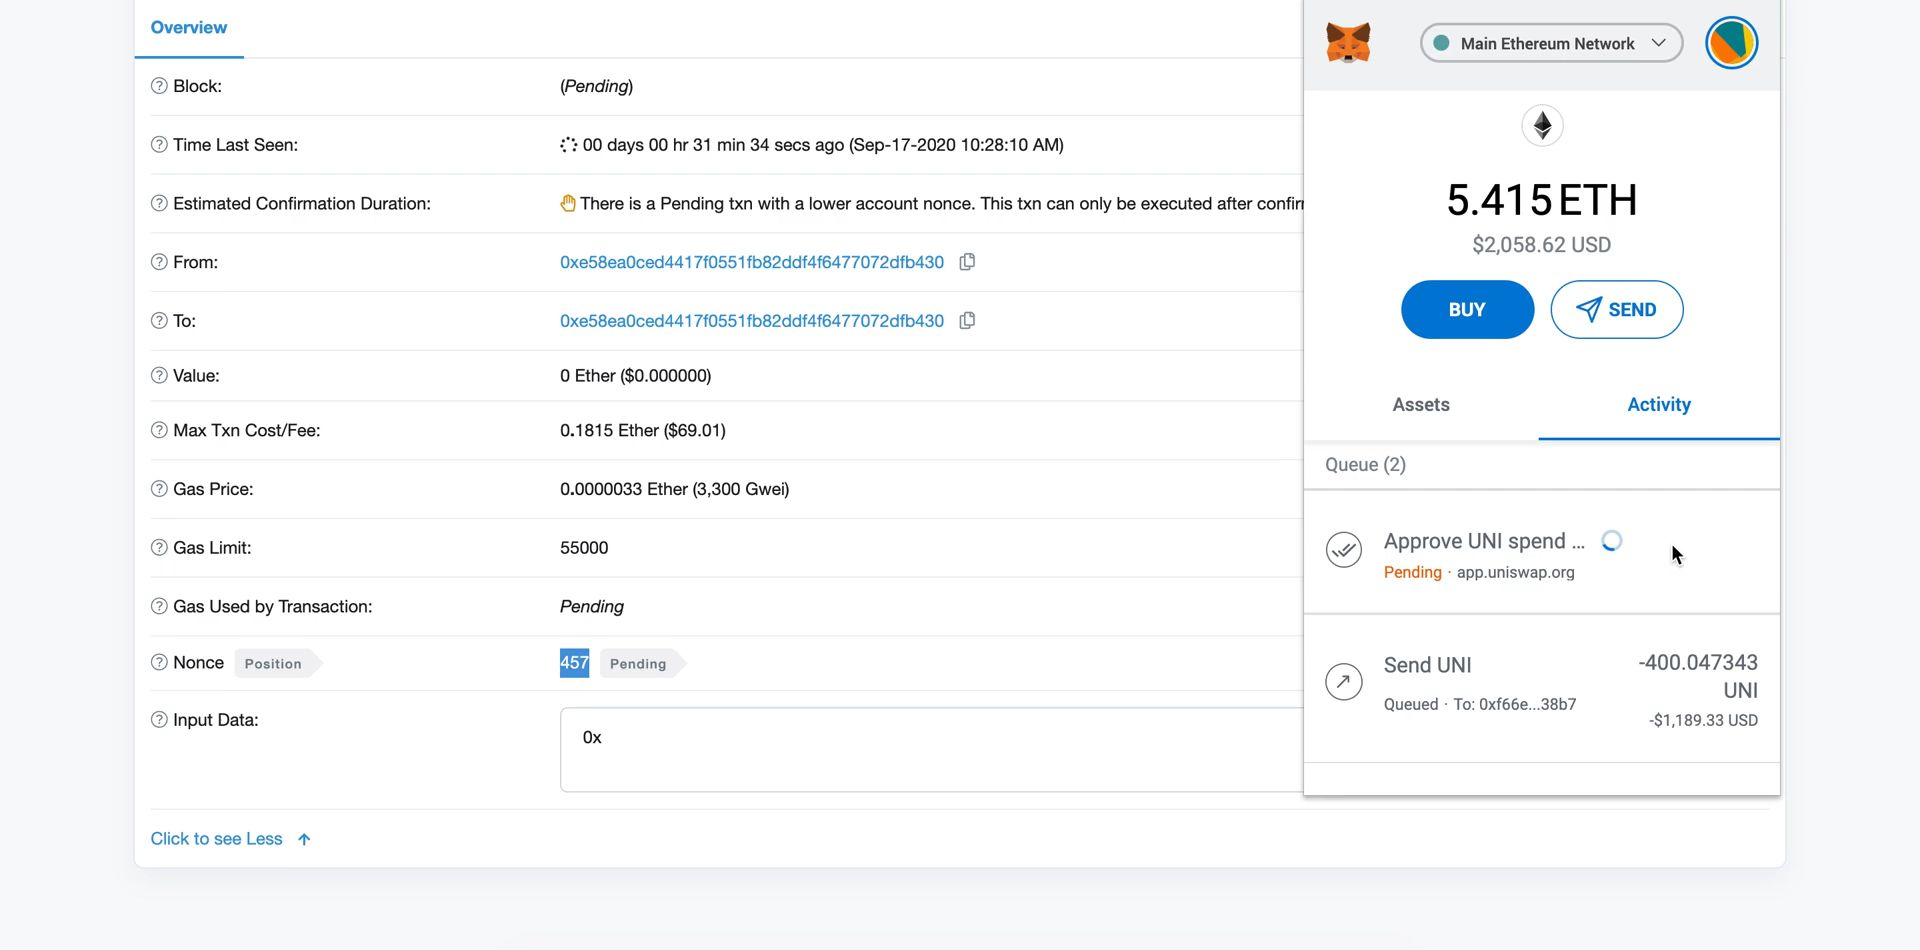 Overview
Block: (Pending)
Time Last Seen: 00 days 00 hr 31 min 34 secs ago (Sep-17-2020 10:28:10 AM)
Estimated Confirmation Duration: There is a Pending txn with a lower account nonce. This txn can only be executed after
From: 0xe58ea0ced4417f0551fb82ddf4f6477072dfb430
To: 0xe58ea0ced4417f0551fb82ddf4f6477072dfb430
Value: 0 Ether ($0.000000)
Max Txn Cost/Fee: 0.1815 Ether ($69.01)
Gas Price: 0.0000033 Ether (3,300 Gwei)
Gas Limit: 55000
Gas Used by Transaction: Pending
Nonce Position 457 Pending
Input Data: 0x
Click to see Less
Main Ethereum Network
5.415 ETH
$2,058.62 USD
BUY SEND
Assets Activity
Queue (2)
Approve UNI spend ...
Pending · app.uniswap.org
Send UNI -400.047343
UNI
Queued · To: 0xf66e...38b7
-$1,189.33 USD